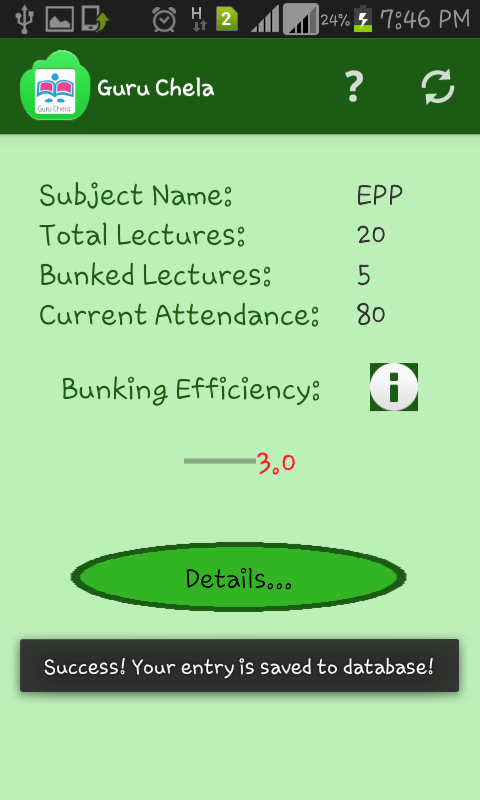 H 2 24% 7:46 PM
Guru Chela
Guru Chela ?
Subject Name: EPP
Total Lectures: 20
Bunked Lectures: 5
Current Attendance: 80
Bunking Efficiency: i
3.0
Details...
Success! Your entry is saved to database!